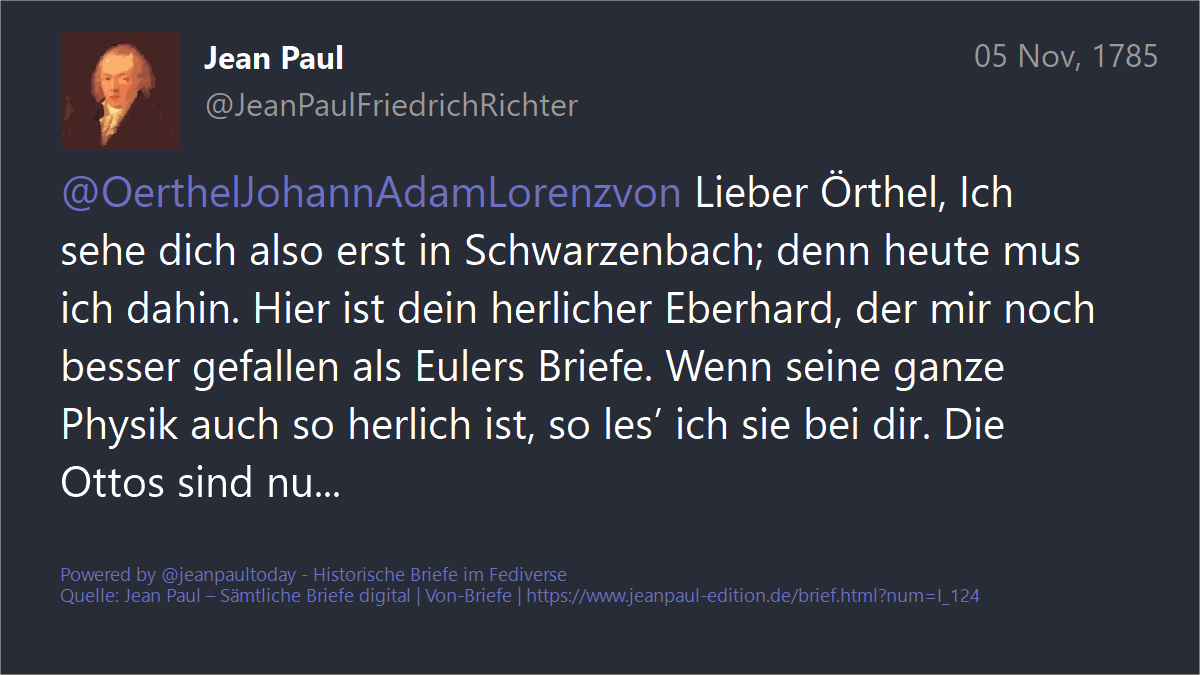 Jean Paul
05 Nov, 1785
@JeanPaulFriedrichRichter
@OerthelJohannAdamLorenzvon Lieber Örthel, Ich
sehe dich also erst in Schwarzenbach; denn heute mus
ich dahin. Hier ist dein herlicher Eberhard, der mir noch
besser gefallen als Eulers Briefe. Wenn seine ganze
Physik auch so herlich ist, so les’ ich sie bei dir. Die
Ottos sind nu...
Powered by @jeanpaultoday - Historische Briefe im Fediverse
Quelle: Jean Paul – Sämtliche Briefe digital | Von-Briefe | https://www.jeanpaul-edition.de/brief.html?num=I_124